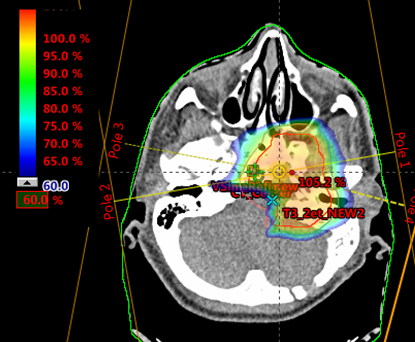 100.0 %
95.0 %
90.0 %
85.0 %
80.0 %
75.0 %
70.0 %
65.0 %
60.0
60.0 %
Pole 3
Pole 2
Pole 1
105.2 %
T3_2et_NEW2